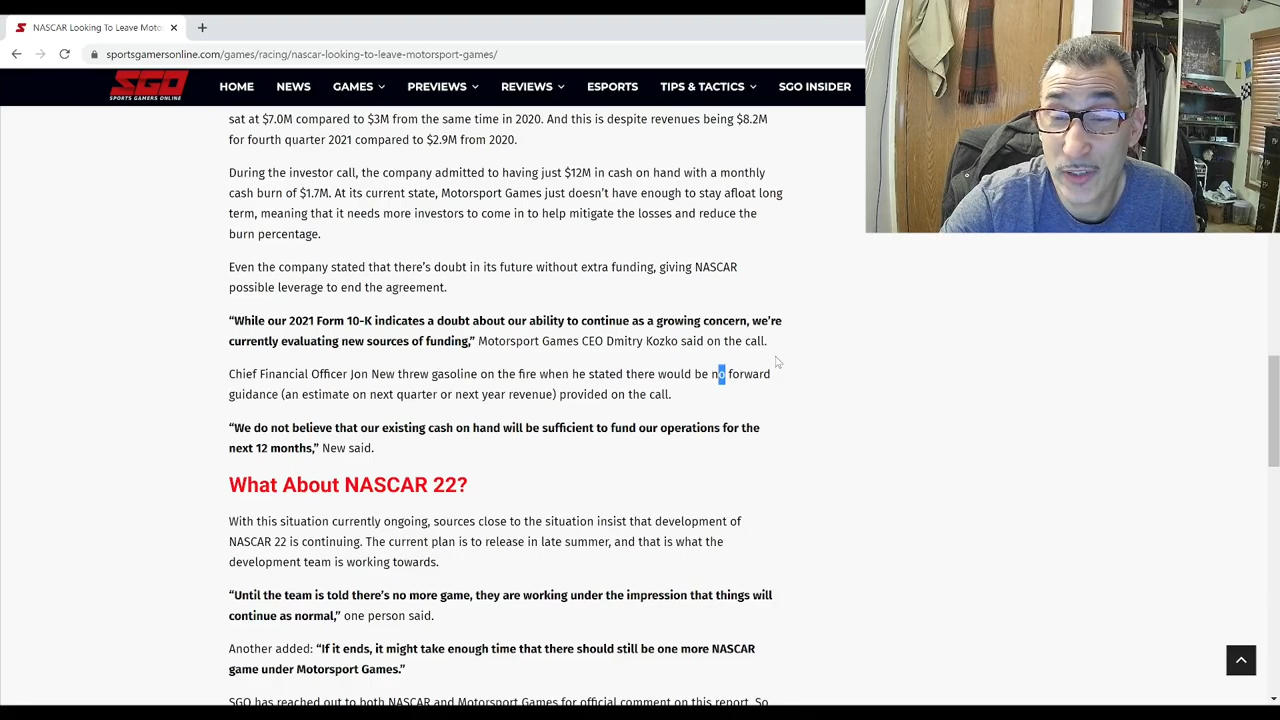 NASCAR Looking To Leave Moto
sportsgamersonline.com/games/racing/nascar-looking-to-leave-motorsport-games/
SGO
SPORTS GAMERS ONLINE
HOME NEWS GAMES PREVIEWS REVIEWS ESPORTS TIPS & TACTICS SGO INSIDER
sat at $7.0M compared to $3M from the same time in 2020. And this is despite revenues being $8.2M
for fourth quarter 2021 compared to $2.9M from 2020.
During the investor call, the company admitted to having just $12M in cash on hand with a monthly
cash burn of $1.7M. At its current state, Motorsport Games just doesn’t have enough to stay afloat long
term, meaning that it needs more investors to come in to help mitigate the losses and reduce the
burn percentage.
Even the company stated that there’s doubt in its future without extra funding, giving NASCAR
possible leverage to end the agreement.
“While our 2021 Form 10-K indicates a doubt about our ability to continue as a growing concern, we’re
currently evaluating new sources of funding,” Motorsport Games CEO Dmitry Kozko said on the call.
Chief Financial Officer Jon New threw gasoline on the fire when he stated there would be no forward
guidance (an estimate on next quarter or next year revenue) provided on the call.
“We do not believe that our existing cash on hand will be sufficient to fund our operations for the
next 12 months,” New said.
What About NASCAR 22?
With this situation currently ongoing, sources close to the situation insist that development of
NASCAR 22 is continuing. The current plan is to release in late summer, and that is what the
development team is working towards.
“Until the team is told there’s no more game, they are working under the impression that things will
continue as normal,” one person said.
Another added: “If it ends, it might take enough time that there should still be one more NASCAR
game under Motorsport Games.”
SGO has reached out to both NASCAR and Motorsport Games for official comment on this report. So